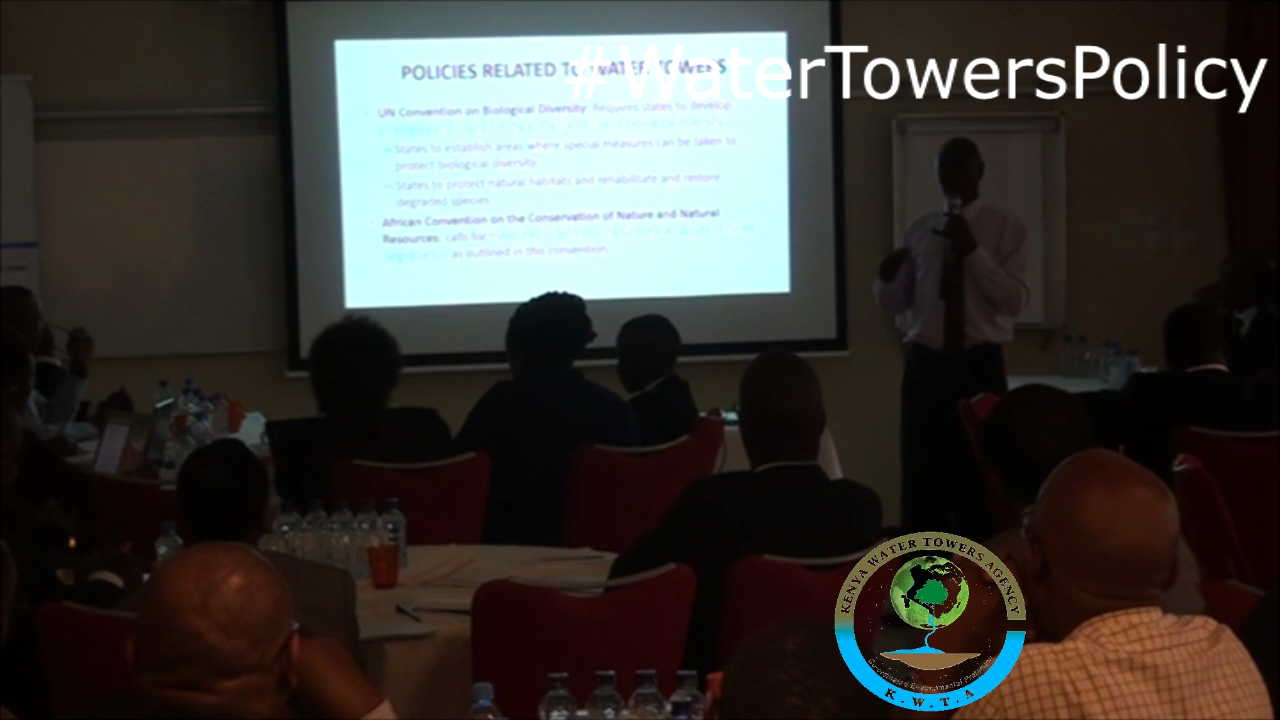 #WaterTowersPolicy
POLICIES RELATED TO WATER TOWERS
UN Convention on Biological Diversity: Requires states to develop
– States to establish areas where special measures can be taken to
protect biological diversity
– States to protect natural habitats and rehabilitate and restore
degraded species
African Convention on the Conservation of Nature and Natural
Resources: calls for
as outlined in this convention.
KENYA WATER TOWERS AGENCY
K.W.T.A